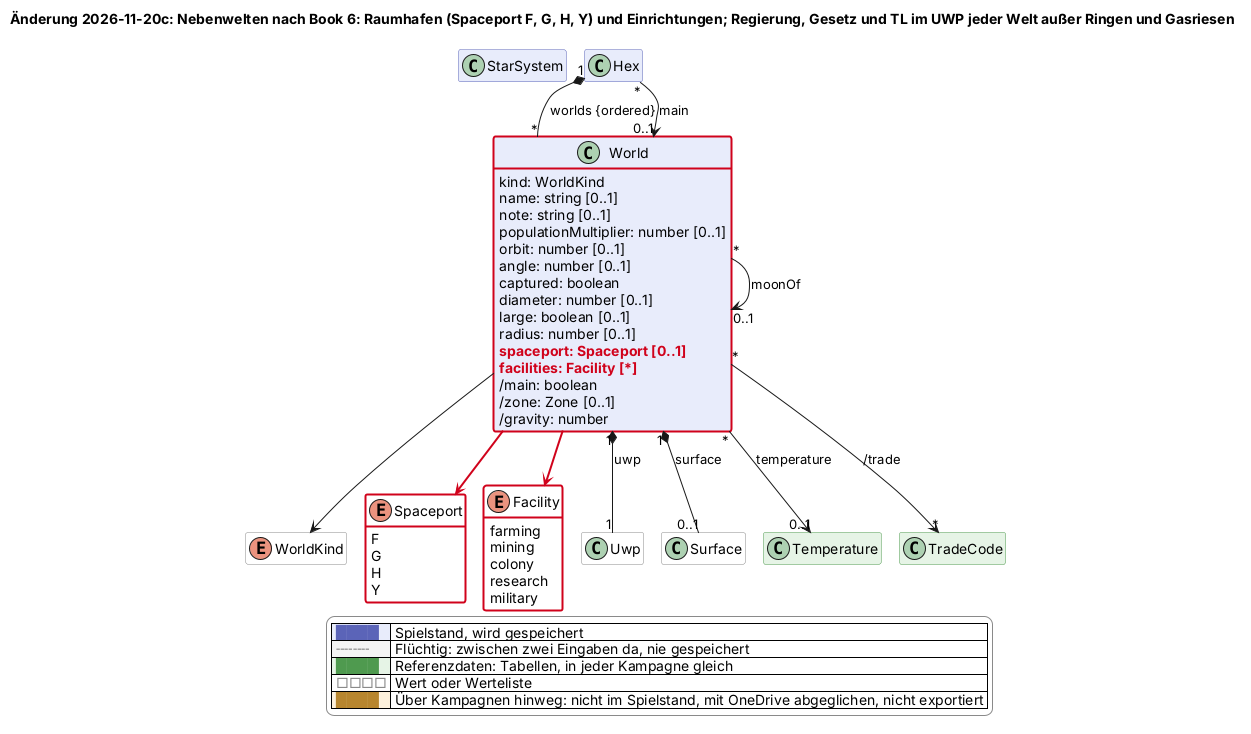 Änderung 2026-11-20c: Nebenwelten nach Book 6: Raumhafen (Spaceport F, G, H, Y) und Einrichtungen; Regierung, Gesetz und TL im UWP jeder Welt außer Ringen und Gasriesen
C StarSystem
C Hex
1
*
worlds {ordered}
main
*
0..1
C World
kind: WorldKind
name: string [0..1]
note: string [0..1]
populationMultiplier: number [0..1]
orbit: number [0..1]
angle: number [0..1]
captured: boolean
diameter: number [0..1]
large: boolean [0..1]
radius: number [0..1]
spaceport: Spaceport [0..1]
facilities: Facility [*]
/main: boolean
/zone: Zone [0..1]
/gravity: number
*
moonOf
0..1
*
1
1
*
uwp
surface
temperature
/trade
1
0..1
0..1
*
E WorldKind
E Spaceport
F
G
H
Y
E Facility
farming
mining
colony
research
military
C Uwp
C Surface
C Temperature
C TradeCode
Spielstand, wird gespeichert
-------- Flüchtig: zwischen zwei Eingaben da, nie gespeichert
Referenzdaten: Tabellen, in jeder Kampagne gleich
Wert oder Werteliste
Über Kampagnen hinweg: nicht im Spielstand, mit OneDrive abgeglichen, nicht exportiert